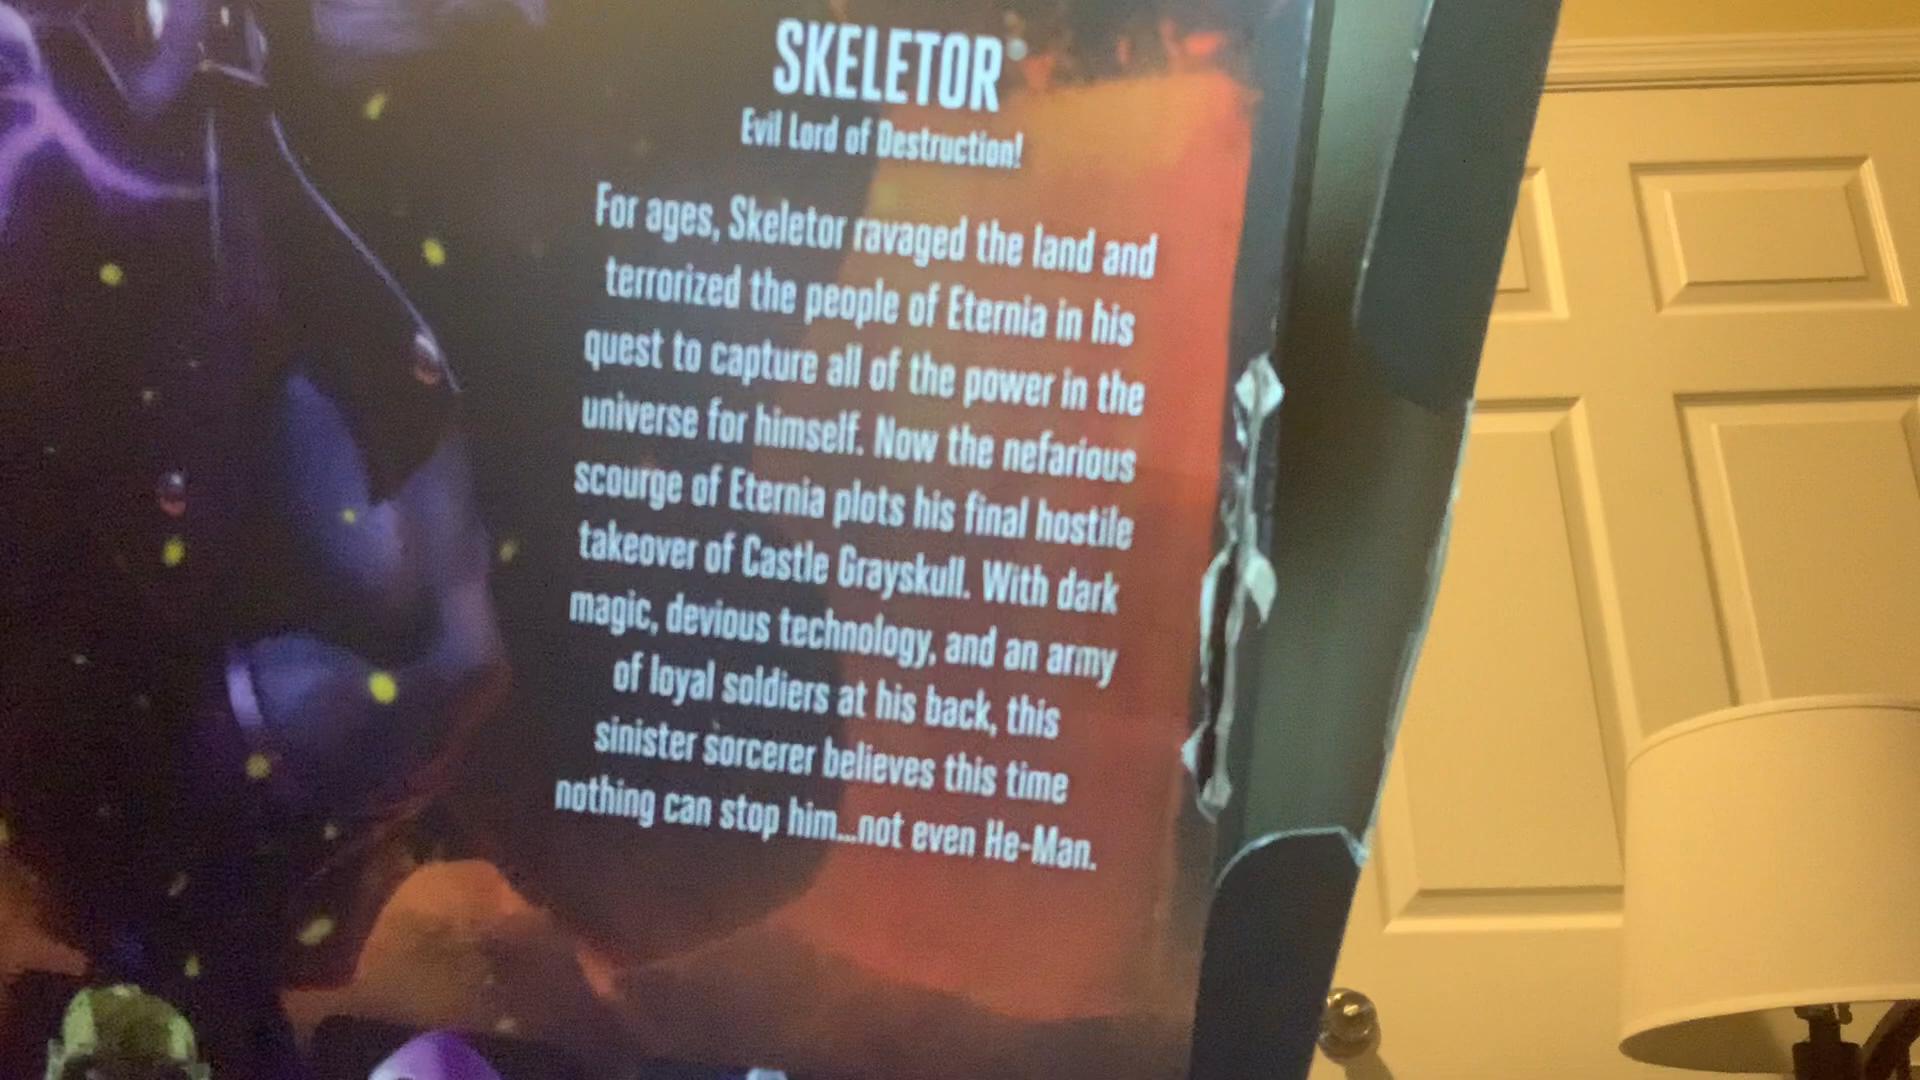 SKELETOR
Evil Lord of Destruction!
For ages, Skeletor ravaged the land and
terrorized the people of Eternia in his
quest to capture all of the power in the
universe for himself. Now the nefarious
scourge of Eternia plots his final hostile
takeover of Castle Grayskull. With dark
magic, devious technology, and an army
of loyal soldiers at his back, this
sinister sorcerer believes this time
nothing can stop him...not even He-Man.